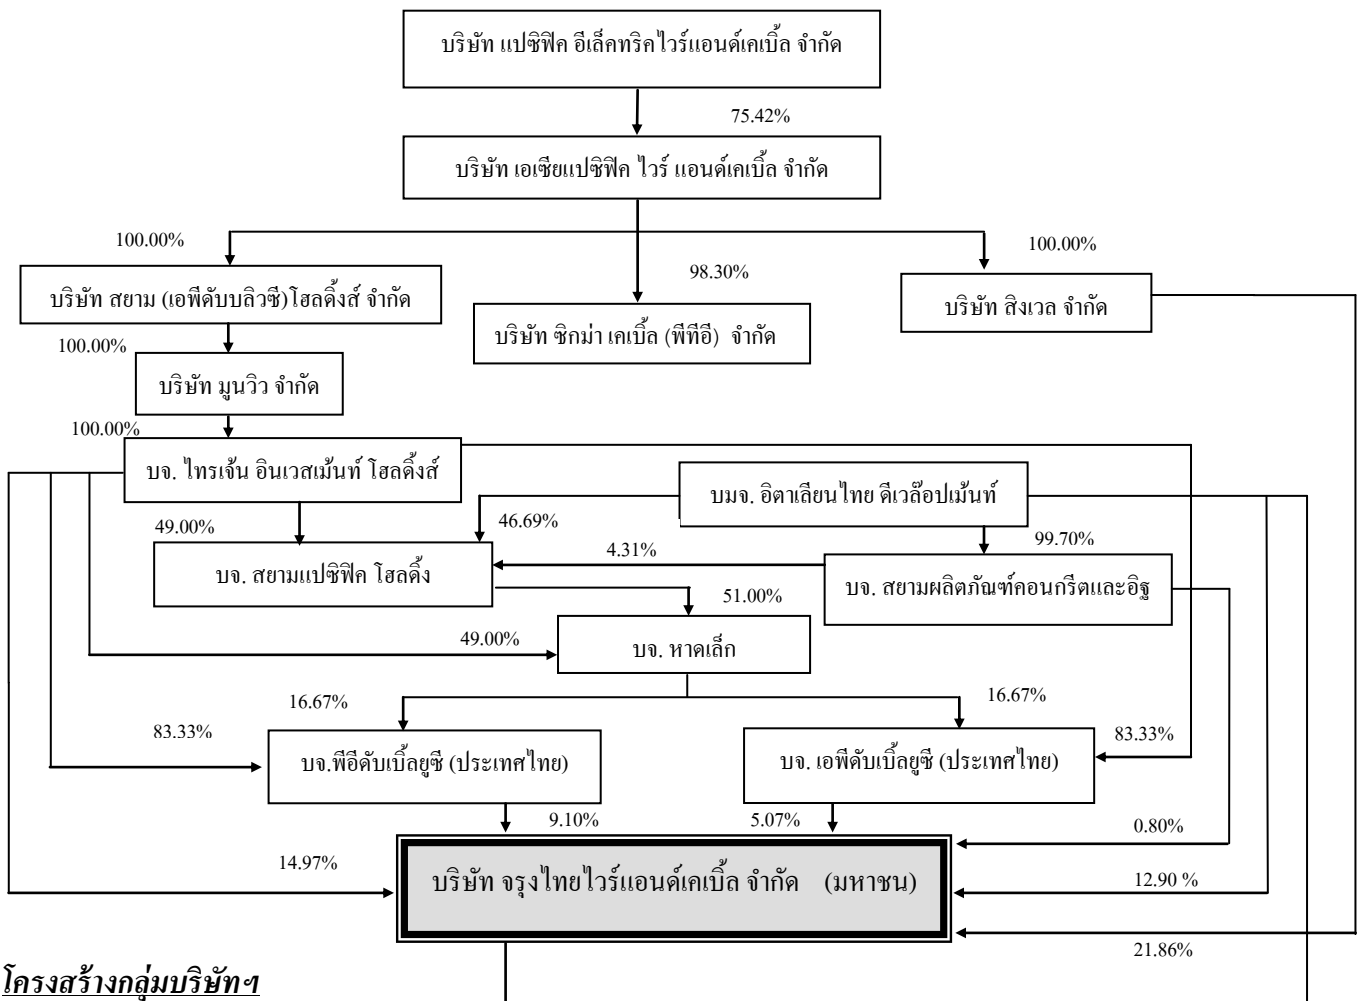 บริษัท แปซิฟิค อีเล็คทริคไวร์แอนด์เคเบิ้ล จำกัด
75.42%
บริษัท เอเซียแปซิฟิค ไวร์ แอนด์เคเบิ้ล จำกัด
100.00%
98.30%
100.00%
บริษัท สยาม (เอพีดับบลิวซี)โฮลดิ้งส์ จำกัด
บริษัท ซิกม่า เคเบิ้ล (พีทีอี) จำกัด
บริษัท สิงเวล จำกัด
100.00%
บริษัท มูนวิว จำกัด
100.00%
บจ. ไทรเจ้น อินเวสเม้นท์ โฮลดิ้งส์
บมจ. อิตาเลียนไทย ดีเวล๊อปเม้นท์
49.00%
46.69%
4.31%
99.70%
บจ. สยามแปซิฟิค โฮลดิ้ง
บจ. สยามผลิตภัณฑ์คอนกรีตและอิฐ
51.00%
49.00%
บจ. หาดเล็ก
16.67%
16.67%
83.33%
83.33%
บจ.พีอีดับเบิ้ลยูซี (ประเทศไทย)
บจ. เอพีดับเบิ้ลยูซี (ประเทศไทย)
9.10%
5.07%
0.80%
14.97%
บริษัท จรุงไทยไวร์แอนด์เคเบิ้ล จำกัด (มหาชน)
12.90 %
21.86%
โครงสร้างกลุ่มบริษัทฯ